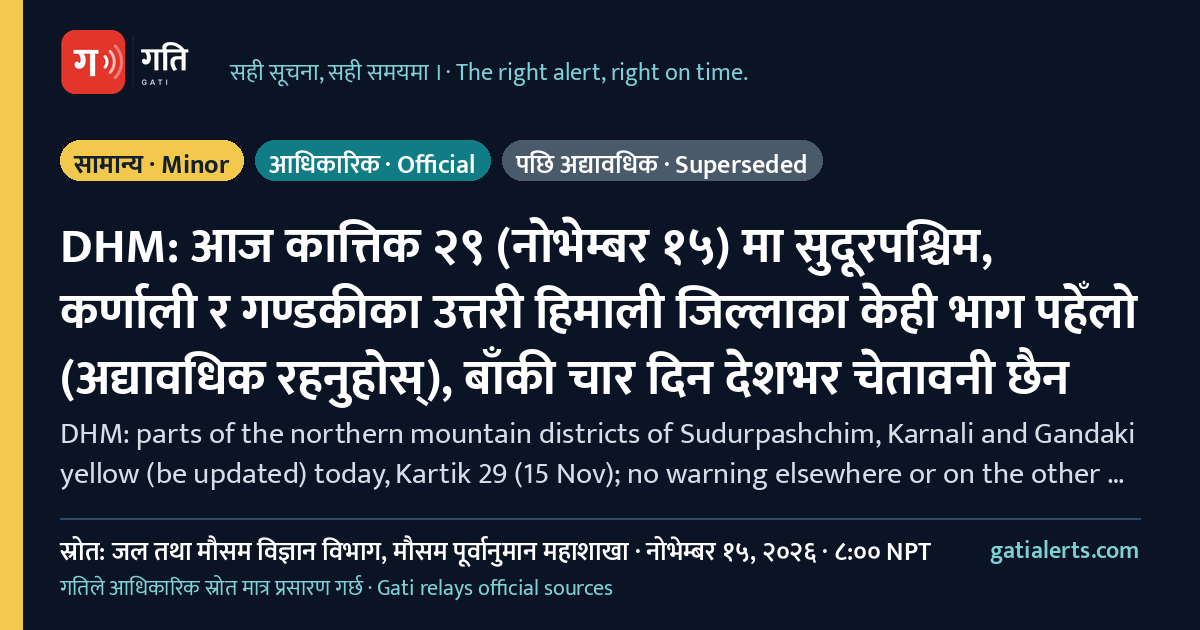 ग गति
GATI
सही सूचना, सही समयमा । · The right alert, right on time.
सामान्य · Minor
आधिकारिक · Official
पछि अद्यावधिक · Superseded
DHM: आज कात्तिक २९ (नोभेम्बर १५) मा सुदूरपश्चिम,
कर्णाली र गण्डकीका उत्तरी हिमाली जिल्लाका केही भाग पहेँलो
(अद्यावधिक रहनुहोस्), बाँकी चार दिन देशभर चेतावनी छैन
DHM: parts of the northern mountain districts of Sudurpashchim, Karnali and Gandaki
yellow (be updated) today, Kartik 29 (15 Nov); no warning elsewhere or on the other ...
स्रोत: जल तथा मौसम विज्ञान विभाग, मौसम पूर्वानुमान महाशाखा · नोभेम्बर १५, २०२६ · ८:०० NPT
gatialerts.com
गतिले आधिकारिक स्रोत मात्र प्रसारण गर्छ · Gati relays official sources